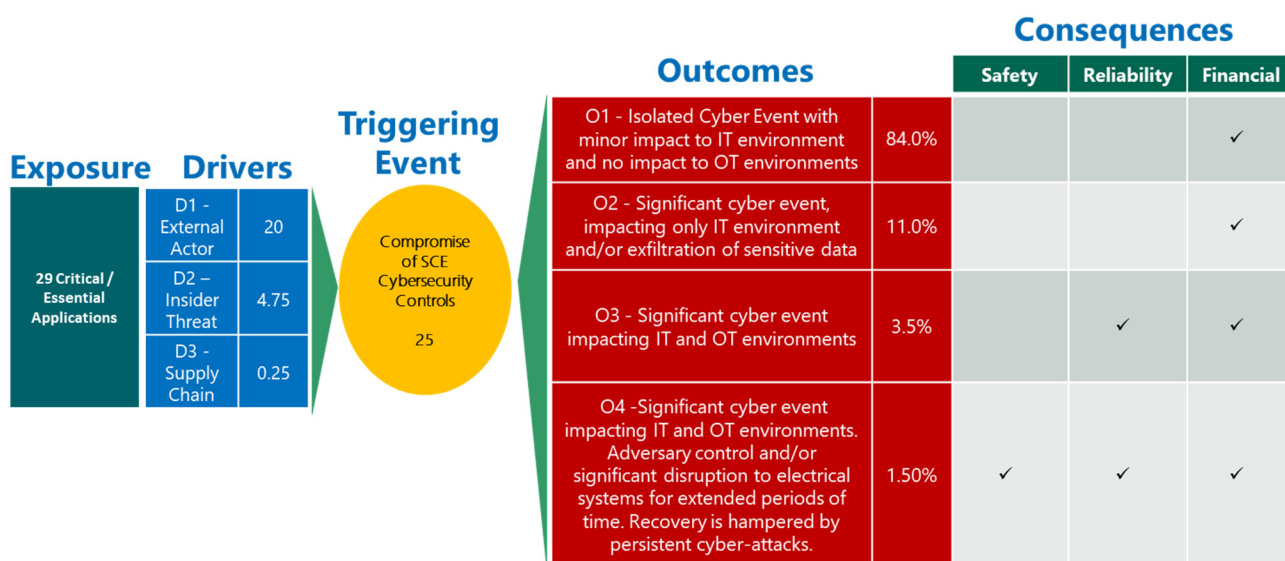 Consequences
Outcomes
Safety
Reliability
Financial
Triggering
Event
Exposure
Drivers
29 Critical /
Essential
Applications
D1 -
External
Actor
20
D2 –
Insider
Threat
4.75
D3 -
Supply
Chain
0.25
Compromise
of SCE
Cybersecurity
Controls
25
O1 - Isolated Cyber Event with
minor impact to IT environment
and no impact to OT environments
84.0%
✓
O2 - Significant cyber event,
impacting only IT environment
and/or exfiltration of sensitive data
11.0%
✓
O3 - Significant cyber event
impacting IT and OT environments
3.5%
✓
✓
O4 -Significant cyber event
impacting IT and OT environments.
Adversary control and/or
significant disruption to electrical
systems for extended periods of
time. Recovery is hampered by
persistent cyber-attacks.
1.50%
✓
✓
✓